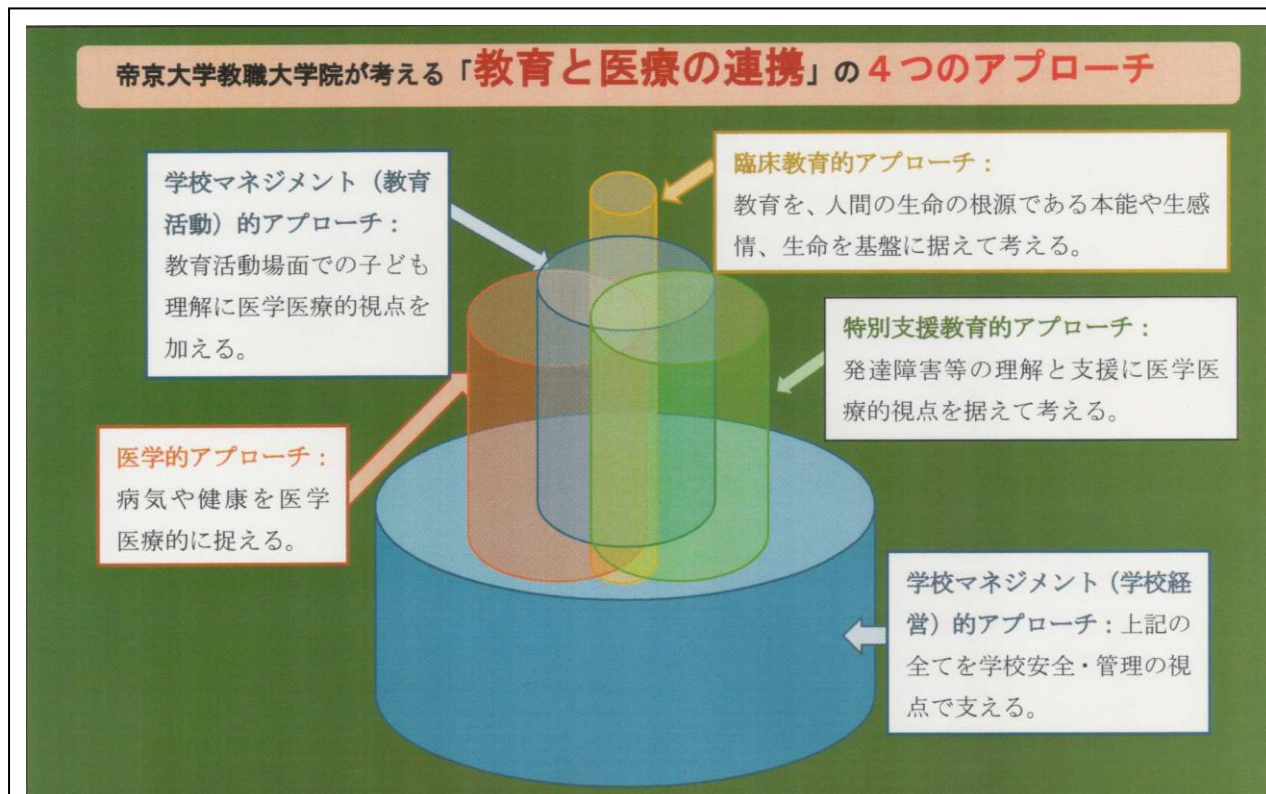 帝京大学教職大学院が考える「教育と医療の連携」の４つのアプローチ
学校マネジメント（教育
活動）的アプローチ：
教育活動場面での子ども
理解に医学医療的視点を
加える。
臨床教育的アプローチ：
教育を、人間の生命の根源である本能や生感
情、生命を基盤に据えて考える。
特別支援教育的アプローチ：
発達障害等の理解と支援に医学医
療的視点を据えて考える。
医学的アプローチ：
病気や健康を医学
医療的に捉える。
学校マネジメント（学校経
営）的アプローチ：上記の
全てを学校安全・管理の視
点で支える。